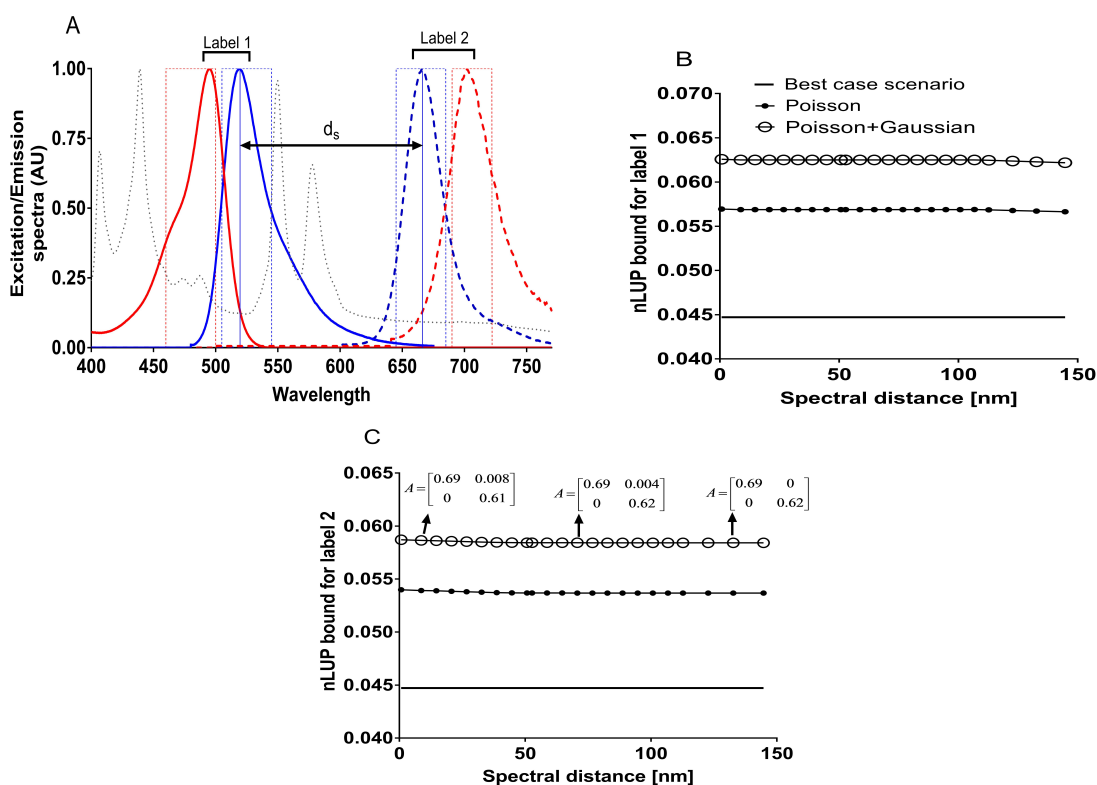 A
Label 1
Label 2
1.00
0.75
0.50
0.25
0.00
400
450
500
550
600
650
700
750
d_s
Excitation/Emission
spectra (AU)
Wavelength
B
Best case scenario
Poisson
Poisson+Gaussian
0.070
0.065
0.060
0.055
0.050
0.045
0.040
0
50
100
150
nLUP bound for label 1
Spectral distance [nm]
C
0.065
0.060
0.055
0.050
0.045
0.040
0
50
100
150
A = [0.69 0.008
0 0.61]
A = [0.69 0.004
0 0.62]
A = [0.69 0
0 0.62]
nLUP bound for label 2
Spectral distance [nm]